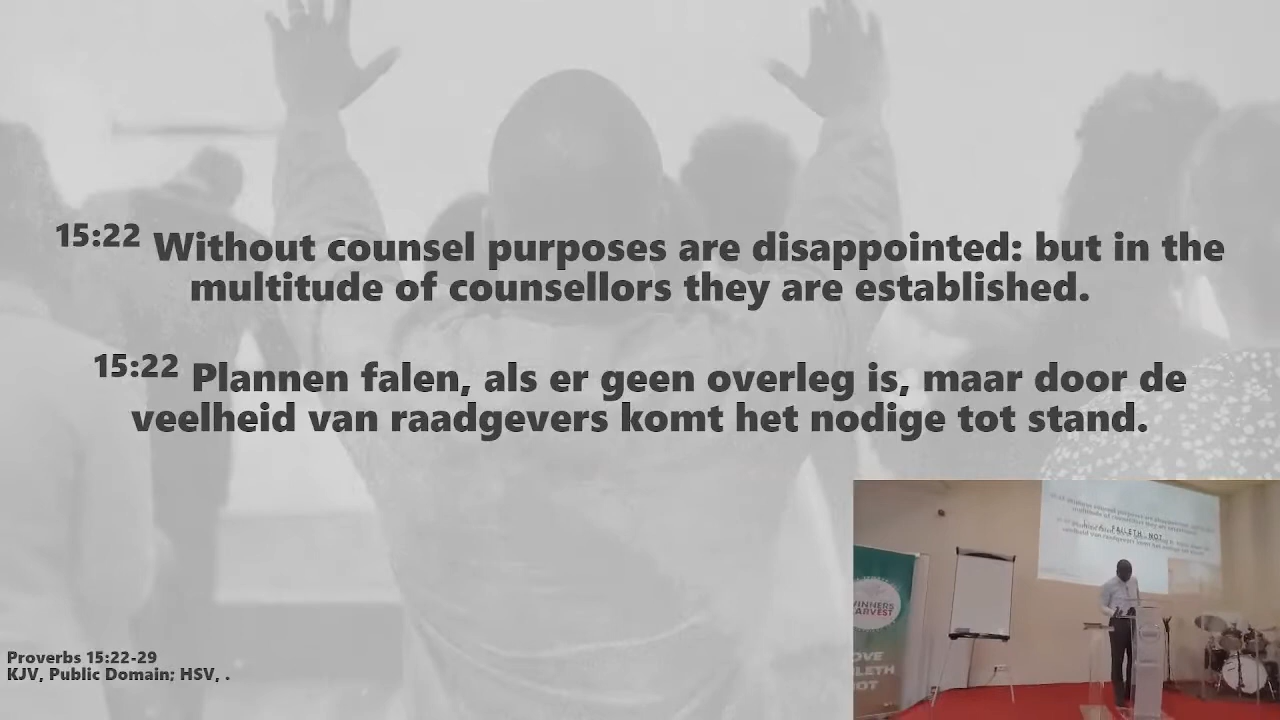 15:22 Without counsel purposes are disappointed: but in the
multitude of counsellors they are established.
15:22 Plannen falen, als er geen overleg is, maar door de
veelheid van raadgevers komt het nodige tot stand.
Proverbs 15:22-29
KJV, Public Domain; HSV, .
FAILETH NOT
WINNERS
HARVEST